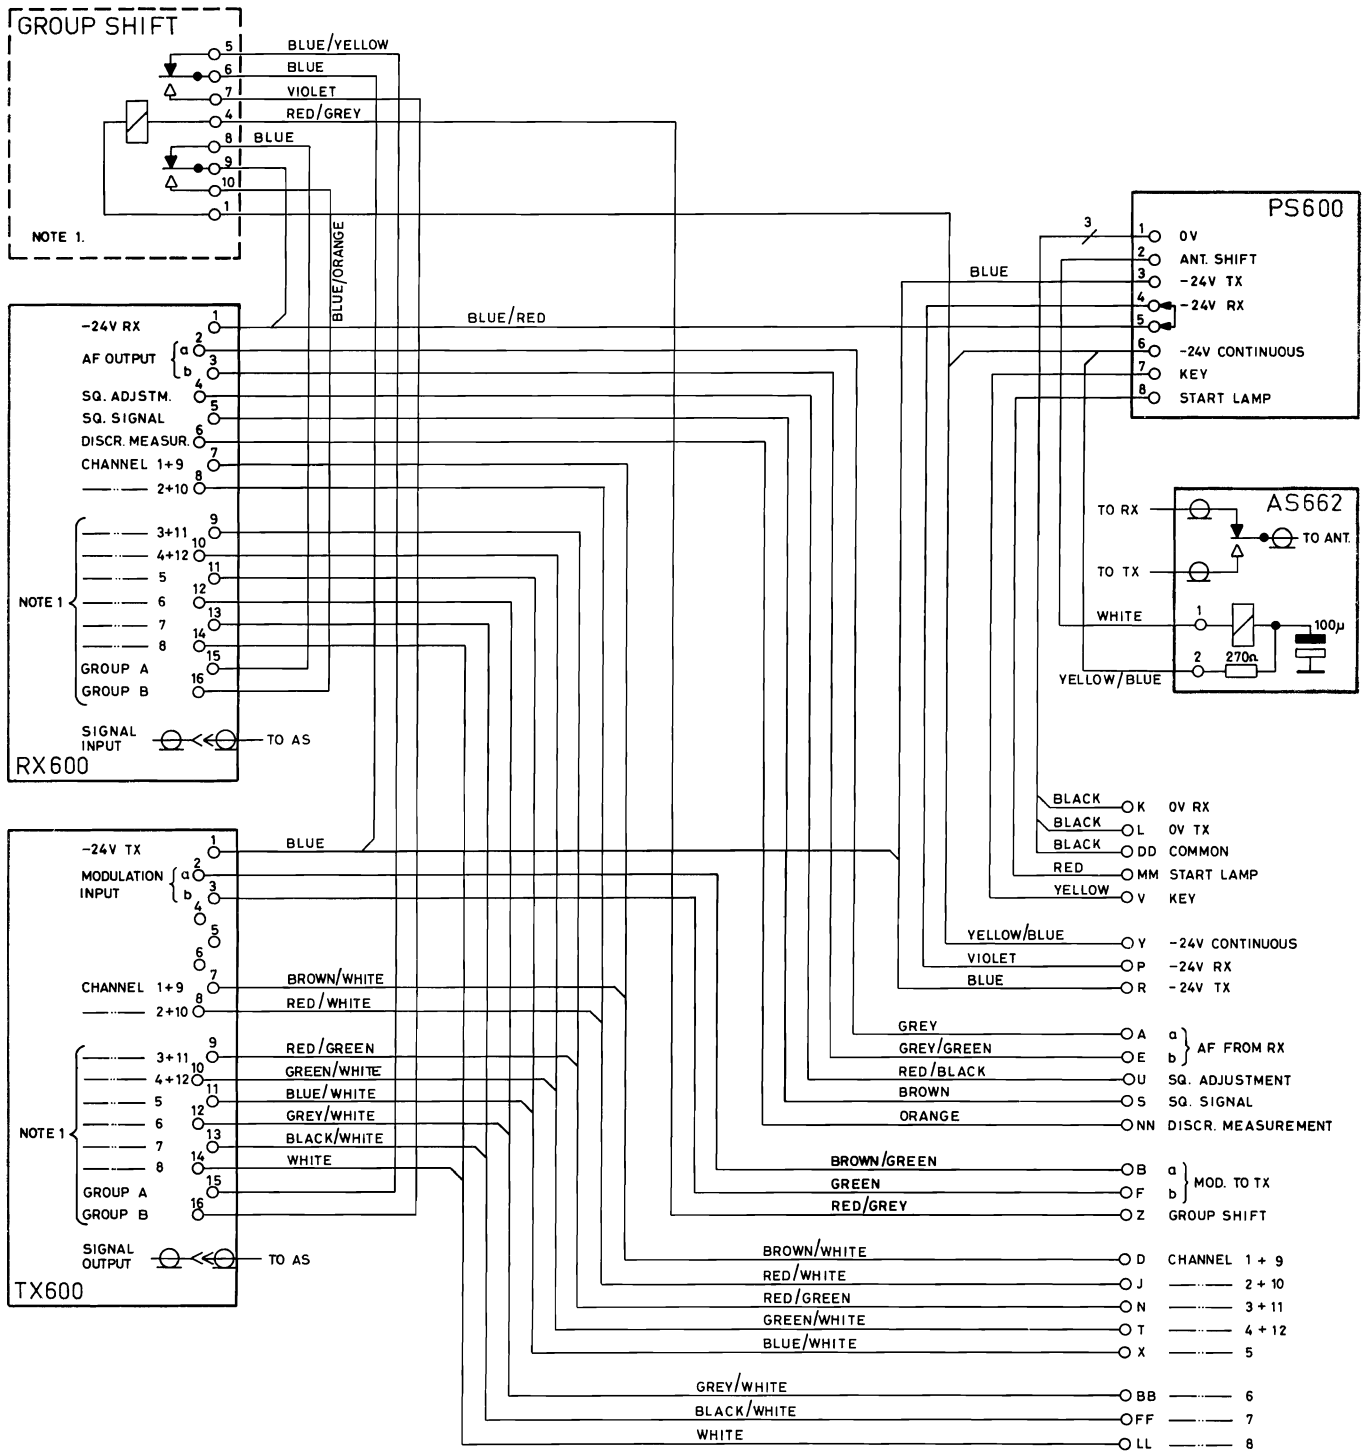 GROUP SHIFT
5 BLUE/YELLOW
6 BLUE
7 VIOLET
4 RED/GREY
8 BLUE
9
10
1
NOTE 1.
BLUE/ORANGE
PS600
3
1 0V
2 ANT. SHIFT
BLUE 3 -24V TX
4 -24V RX
5
6 -24V CONTINUOUS
7 KEY
8 START LAMP
-24V RX 1 BLUE/RED
AF OUTPUT a 2
b 3
SQ. ADJSTM. 4
SQ. SIGNAL 5
DISCR. MEASUR. 6
CHANNEL 1+9 7
2+10 8
3+11 9
4+12 10
5 11
NOTE 1 6 12
7 13
8 14
GROUP A 15
GROUP B 16
SIGNAL INPUT TO AS
RX600
AS662
TO RX
TO ANT.
TO TX
WHITE 1 100µ
2 270Ω
YELLOW/BLUE
BLACK K 0V RX
BLACK L 0V TX
BLACK DD COMMON
RED MM START LAMP
YELLOW V KEY
YELLOW/BLUE Y -24V CONTINUOUS
VIOLET P -24V RX
BLUE R -24V TX
GREY A a
GREY/GREEN E b AF FROM RX
RED/BLACK U SQ. ADJUSTMENT
BROWN S SQ. SIGNAL
ORANGE NN DISCR. MEASUREMENT
BROWN/GREEN B a
GREEN F b MOD. TO TX
RED/GREY Z GROUP SHIFT
BROWN/WHITE D CHANNEL 1 + 9
RED/WHITE J 2 + 10
RED/GREEN N 3 + 11
GREEN/WHITE T 4 + 12
BLUE/WHITE X 5
GREY/WHITE BB 6
BLACK/WHITE FF 7
WHITE LL 8
-24V TX 1 BLUE
MODULATION INPUT a 2
b 3
4
5
6
CHANNEL 1+9 7 BROWN/WHITE
2+10 8 RED/WHITE
3+11 9 RED/GREEN
4+12 10 GREEN/WHITE
5 11 BLUE/WHITE
NOTE 1 6 12 GREY/WHITE
7 13 BLACK/WHITE
8 14 WHITE
GROUP A 15
GROUP B 16
SIGNAL OUTPUT TO AS
TX600